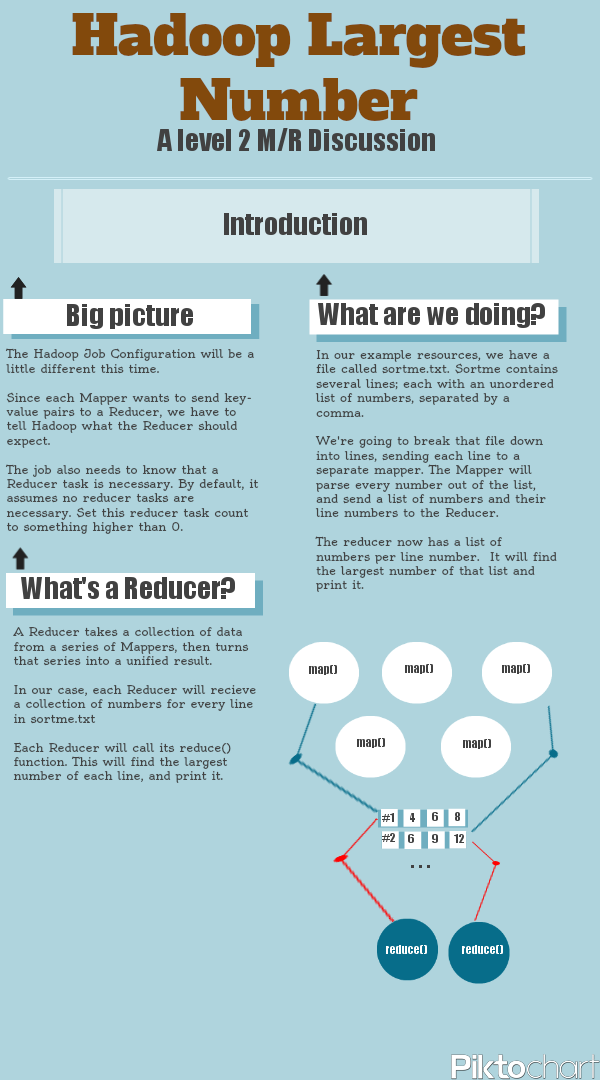 Hadoop Largest
Number
A level 2 M/R Discussion
Introduction
Big picture
The Hadoop Job Configuration will be a
little different this time.
Since each Mapper wants to send key-
value pairs to a Reducer, we have to
tell Hadoop what the Reducer should
expect.
The job also needs to know that a
Reducer task is necessary. By default, it
assumes no reducer tasks are
necessary. Set this reducer task count
to something higher than 0.
What's a Reducer?
A Reducer takes a collection of data
from a series of Mappers, then turns
that series into a unified result.
In our case, each Reducer will recieve
a collection of numbers for every line
in sortme.txt
Each Reducer will call its reduce()
function. This will find the largest
number of each line, and print it.
What are we doing?
In our example resources, we have a
file called sortme.txt. Sortme contains
several lines; each with an unordered
list of numbers, separated by a
comma.
We're going to break that file down
into lines, sending each line to a
separate mapper. The Mapper will
parse every number out of the list,
and send a list of numbers and their
line numbers to the Reducer.
The reducer now has a list of
numbers per line number. It will find
the largest number of that list and
print it.
map() map() map()
map() map()
#1 4 6 8
#2 6 9 12
...
reduce() reduce()
Piktochart